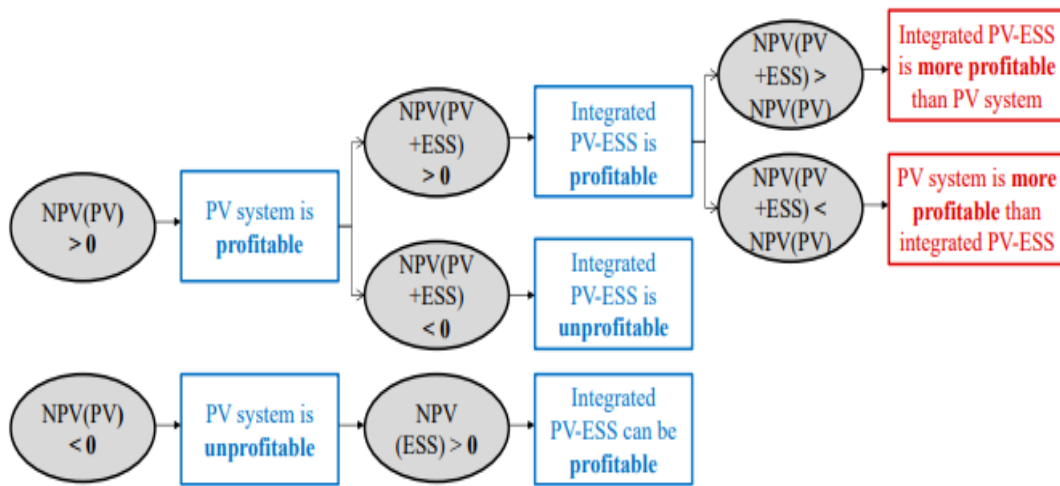 NPV(PV)
> 0
PV system is
profitable
NPV(PV
+ESS)
> 0
Integrated
PV-ESS is
profitable
NPV(PV
+ESS) >
NPV(PV)
Integrated PV-ESS
is more profitable
than PV system
NPV(PV
+ESS) <
NPV(PV)
PV system is more
profitable than
integrated PV-ESS
NPV(PV
+ESS)
< 0
Integrated
PV-ESS is
unprofitable
NPV(PV)
< 0
PV system is
unprofitable
NPV
(ESS) > 0
Integrated
PV-ESS can be
profitable